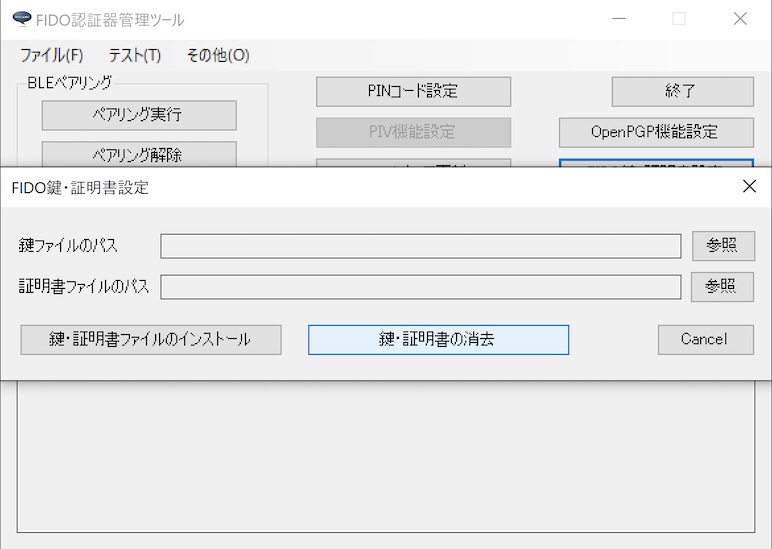 FIDO認証器管理ツール
ファイル(F) テスト(T) その他(O)
BLEペアリング
ペアリング実行
ペアリング解除
PINコード設定
PIV機能設定
終了
OpenPGP機能設定
FIDO鍵・証明書設定
鍵ファイルのパス
参照
証明書ファイルのパス
参照
鍵・証明書ファイルのインストール
鍵・証明書の消去
Cancel